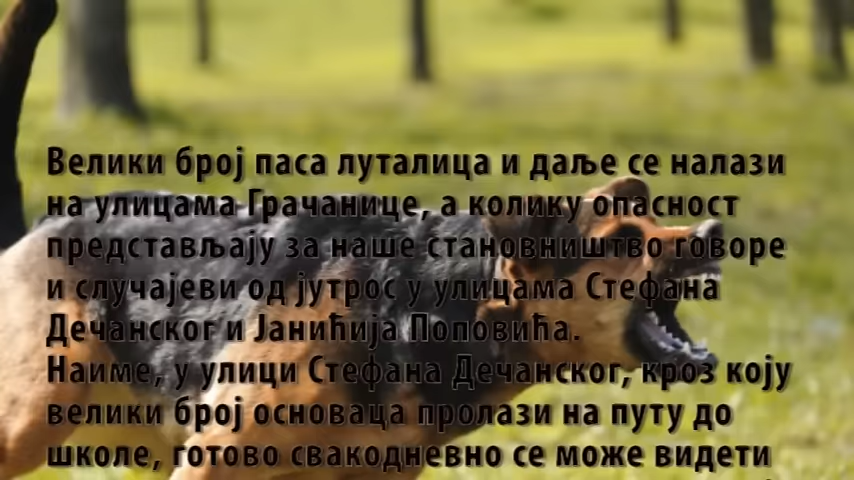 Велики број паса луталица и даље се налази
на улицама Грачанице, а колику опасност
представљају за наше становништво говоре
и случајеви од јутрос у улицама Стефана
Дечанског и Јанићија Поповића.
Наиме, у улици Стефана Дечанског, кроз коју
велики број основаца пролази на путу до
школе, готово свакодневно се може видети